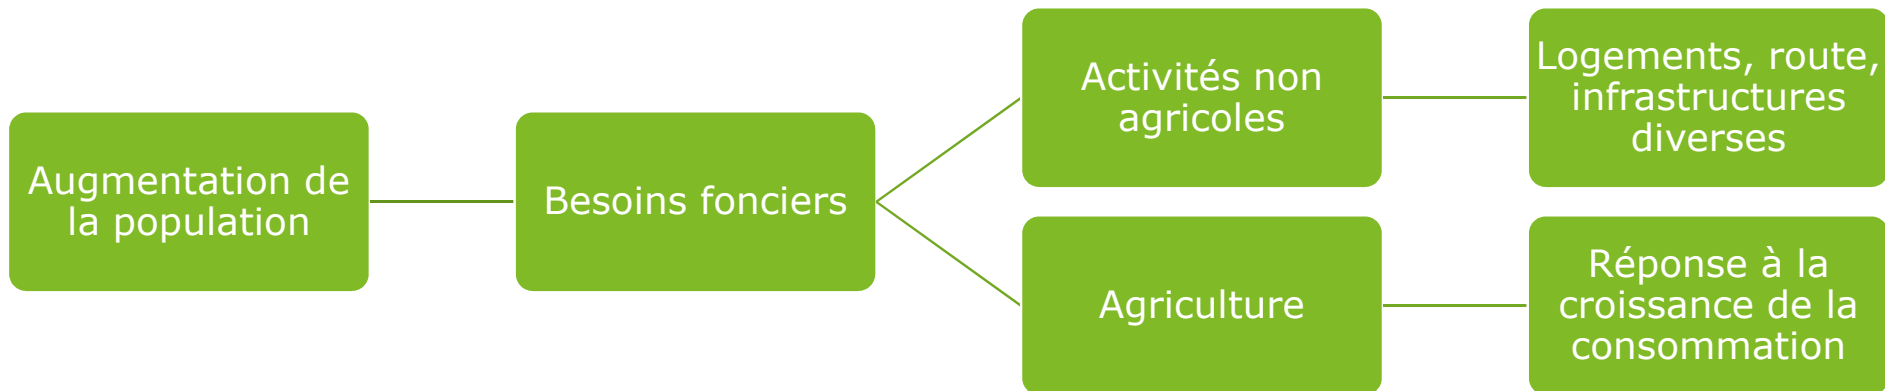 Augmentation de
la population
Besoins fonciers
Activités non
agricoles
Logements, route,
infrastructures
diverses
Agriculture
Réponse à la
croissance de la
consommation